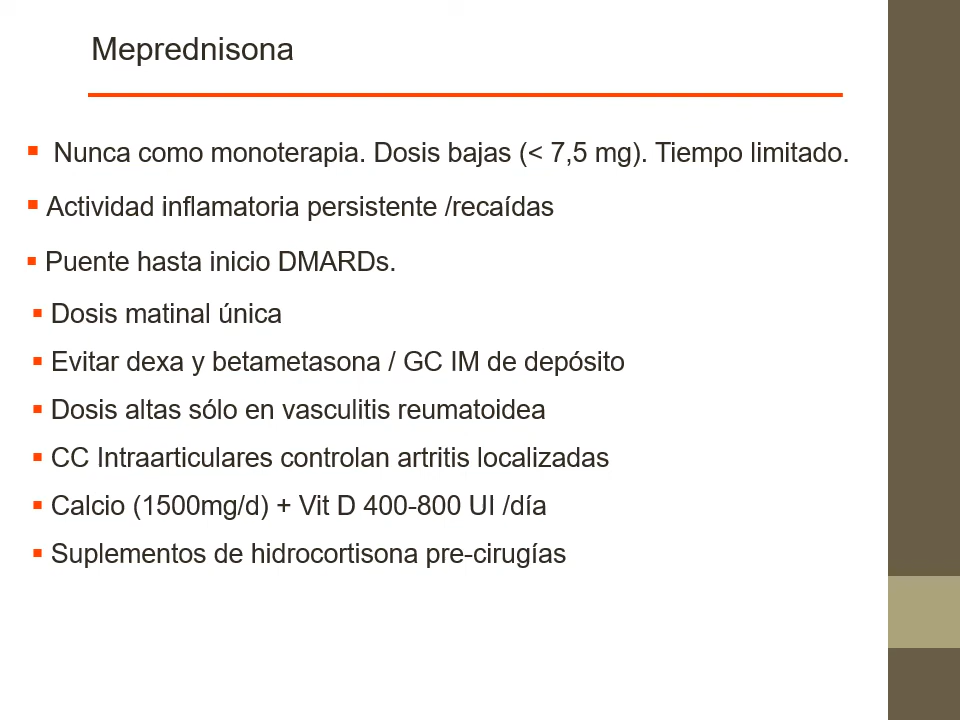 Meprednisona
Nunca como monoterapia. Dosis bajas (< 7,5 mg). Tiempo limitado.
Actividad inflamatoria persistente /recaídas
Puente hasta inicio DMARDs.
Dosis matinal única
Evitar dexa y betametasona / GC IM de depósito
Dosis altas sólo en vasculitis reumatoidea
CC Intraarticulares controlan artritis localizadas
Calcio (1500mg/d) + Vit D 400-800 UI /día
Suplementos de hidrocortisona pre-cirugías